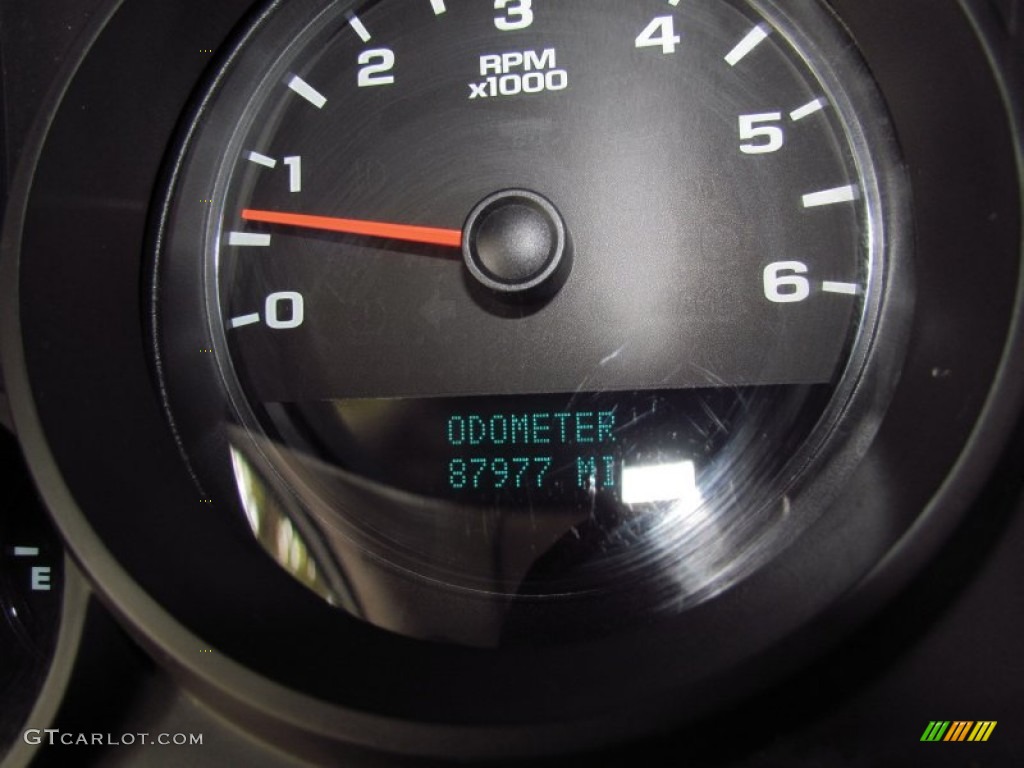 3
2
4
RPM
x1000
5
1
6
0
ODOMETER
87977 MI
E
GTCARLOT.COM